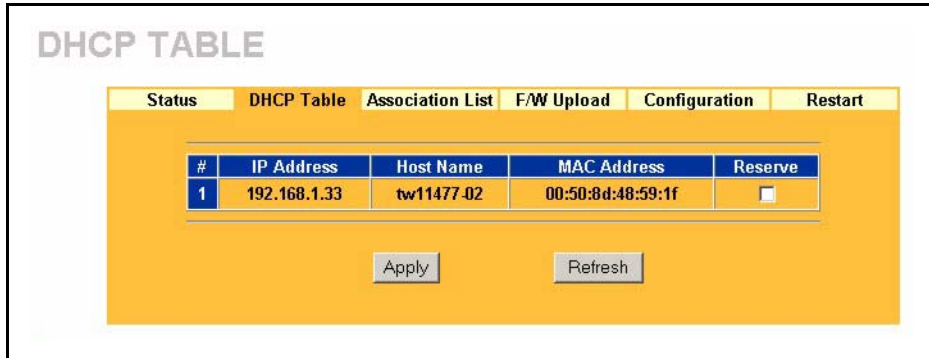 DHCP TABLE
Status DHCP Table Association List F/W Upload Configuration Restart
# IP Address Host Name MAC Address Reserve
1 192.168.1.33 tw11477-02 00:50:8d:48:59:1f
Apply Refresh